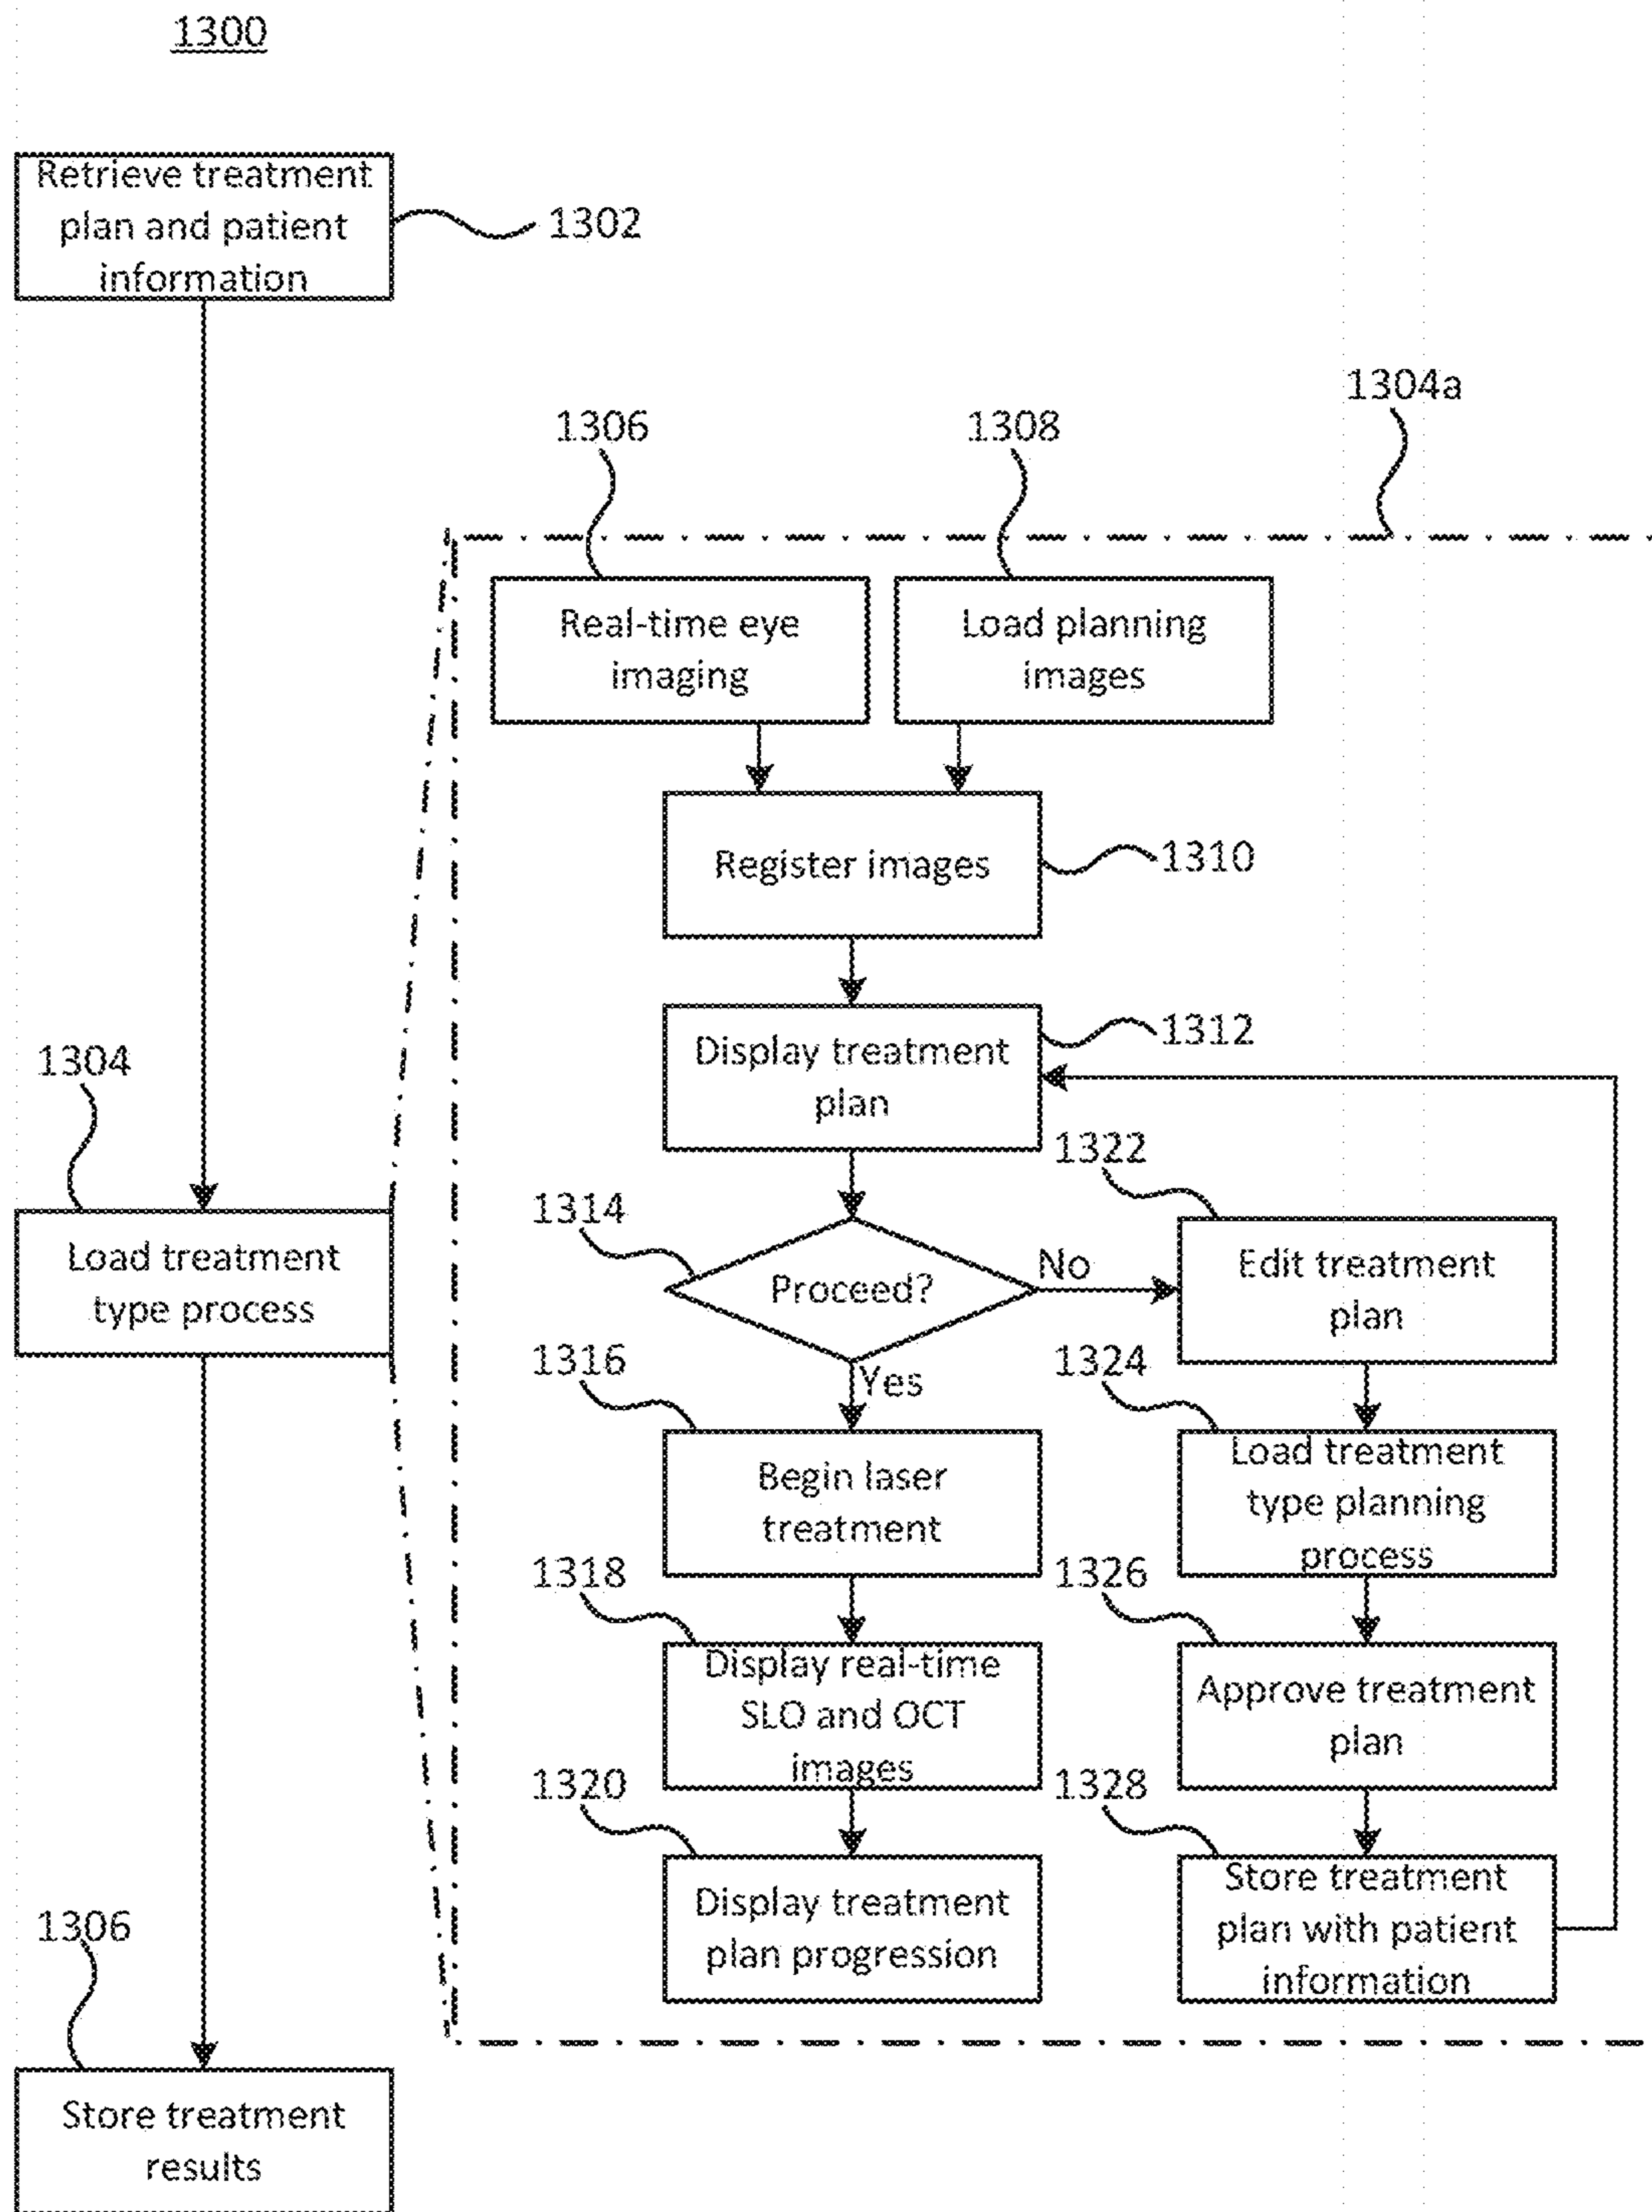 1300
Retrieve treatment
plan and patient
information
1302
1304a
1306
1308
Real-time eye
imaging
Load planning
images
Register images
1310
1312
Display treatment
plan
1304
Load treatment
type process
1314
Proceed?
No
Yes
1322
Edit treatment
plan
1316
Begin laser
treatment
1324
Load treatment
type planning
process
1318
Display real-time
SLO and OCT
images
1326
Approve treatment
plan
1320
Display treatment
plan progression
1328
Store treatment
plan with patient
information
1306
Store treatment
results